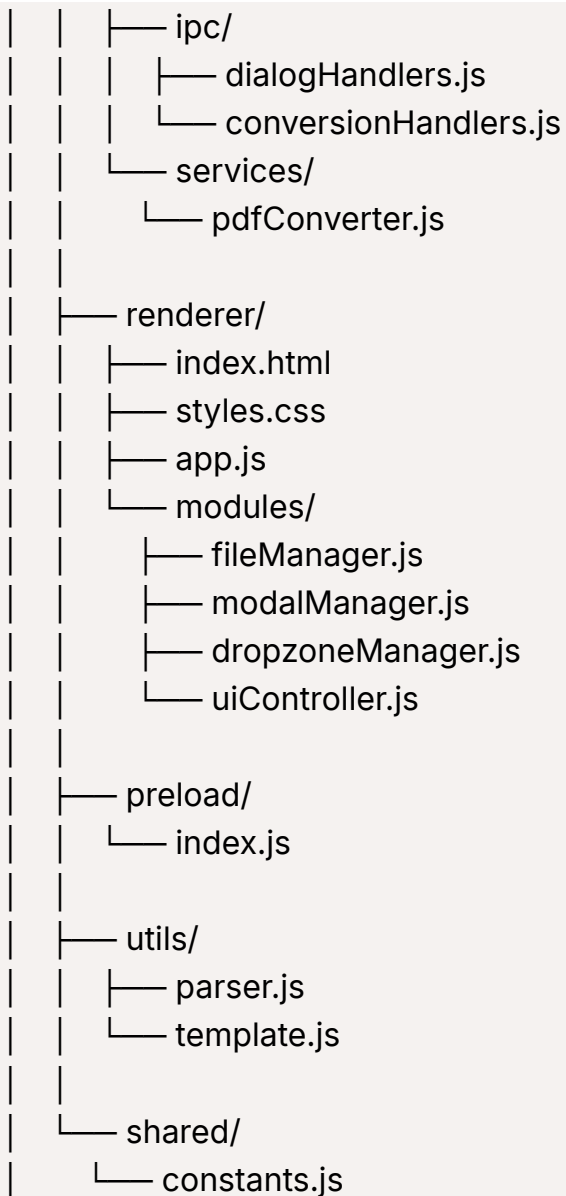 │   │   ├── ipc/
│   │   │   ├── dialogHandlers.js
│   │   │   └── conversionHandlers.js
│   │   └── services/
│   │       └── pdfConverter.js
│   │
│   ├── renderer/
│   │   ├── index.html
│   │   ├── styles.css
│   │   ├── app.js
│   │   └── modules/
│   │       ├── fileManager.js
│   │       ├── modalManager.js
│   │       ├── dropzoneManager.js
│   │       └── uiController.js
│   │
│   ├── preload/
│   │   └── index.js
│   │
│   ├── utils/
│   │   ├── parser.js
│   │   └── template.js
│   │
│   └── shared/
│       └── constants.js